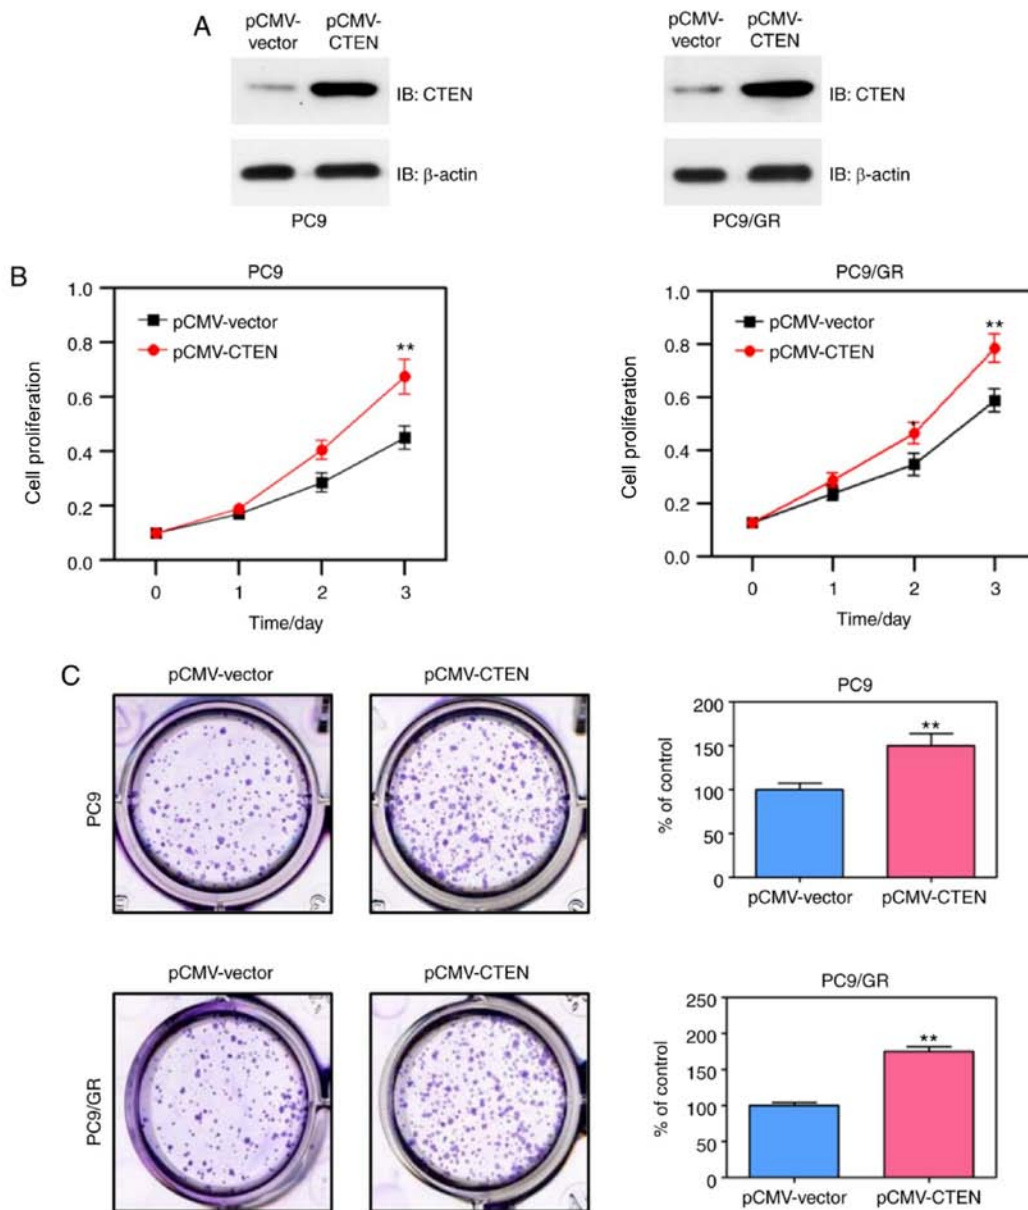 A
pCMV-
vector
pCMV-
CTEN
IB: CTEN
IB: β-actin
PC9
pCMV-
vector
pCMV-
CTEN
IB: CTEN
IB: β-actin
PC9/GR
B
PC9
Cell proliferation
1.0
0.8
0.6
0.4
0.2
0.0
pCMV-vector
pCMV-CTEN
**
0 1 2 3
Time/day
PC9/GR
Cell proliferation
1.0
0.8
0.6
0.4
0.2
0.0
pCMV-vector
pCMV-CTEN
**
0 1 2 3
Time/day
C
pCMV-vector
pCMV-CTEN
PC9
PC9
% of control
200
150
100
50
0
**
pCMV-vector pCMV-CTEN
pCMV-vector
pCMV-CTEN
PC9/GR
PC9/GR
% of control
250
200
150
100
50
0
**
pCMV-vector pCMV-CTEN